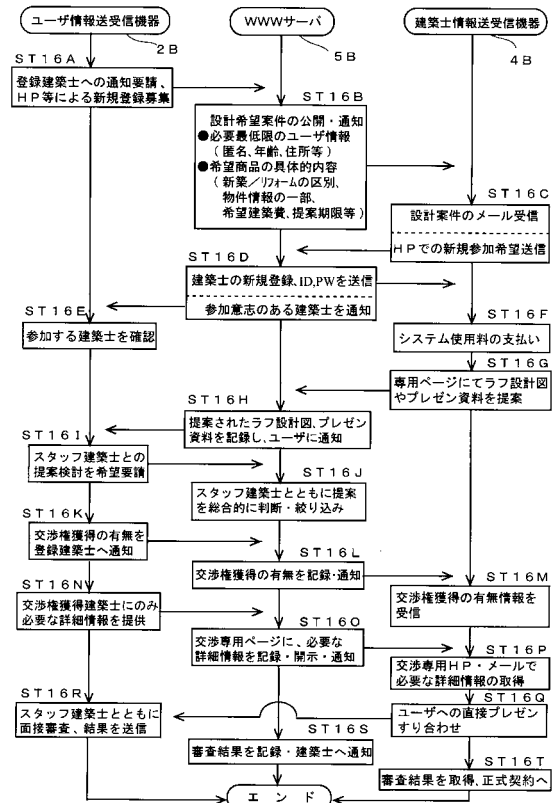 ユーザ情報送受信機器
2B
WWWサーバ
5B
建築士情報送受信機器
4B
ST16A
登録建築士への通知要請、
HP等による新規登録募集
ST16B
設計希望案件の公開・通知
●必要最低限のユーザ情報
(匿名、年齢、住所等)
●希望商品の具体的内容
(新築/リフォームの区別、
物件情報の一部、
希望建築費、提案期限等)
ST16C
設計案件のメール受信
HPでの新規参加希望送信
ST16D
建築士の新規登録、ID,PWを送信
参加意志のある建築士を通知
ST16E
参加する建築士を確認
ST16F
システム使用料の支払い
ST16G
専用ページにてラフ設計図
やプレゼン資料を提案
ST16H
提案されたラフ設計図、プレゼン
資料を記録し、ユーザに通知
ST16I
スタッフ建築士との
提案検討を希望要請
ST16J
スタッフ建築士とともに提案
を総合的に判断・絞り込み
ST16K
交渉権獲得の有無を
登録建築士へ通知
ST16L
交渉権獲得の有無を記録・通知
ST16M
交渉権獲得の有無情報を
受信
ST16N
交渉権獲得建築士にのみ
必要な詳細情報を提供
ST16O
交渉専用ページに、必要な
詳細情報を記録・開示・通知
ST16P
交渉専用HP・メールで
必要な詳細情報の取得
ST16Q
ユーザへの直接プレゼン
すり合わせ
ST16R
スタッフ建築士とともに
面接審査、結果を送信
ST16S
審査結果を記録・建築士へ通知
ST16T
審査結果を取得、正式契約へ
エンド